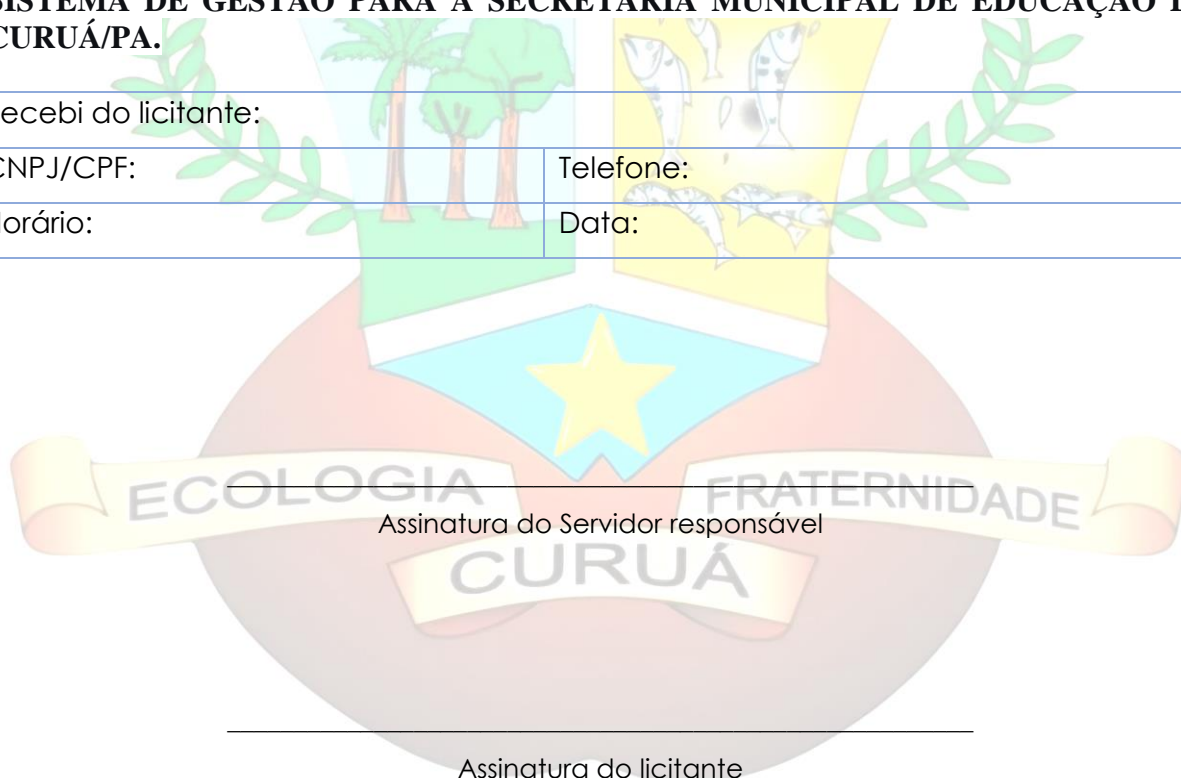 SISTEMA DE GESTÃO PARA A SECRETARIA MUNICIPAL DE EDUCAÇÃO
CURUÁ/PA.
ecebi do licitante:
CNPJ/CPF: Telefone:
orário: Data:
ECOLOGIA FRATERNIDADE
Assinatura do Servidor responsável
CURUÁ
Assinatura do licitante